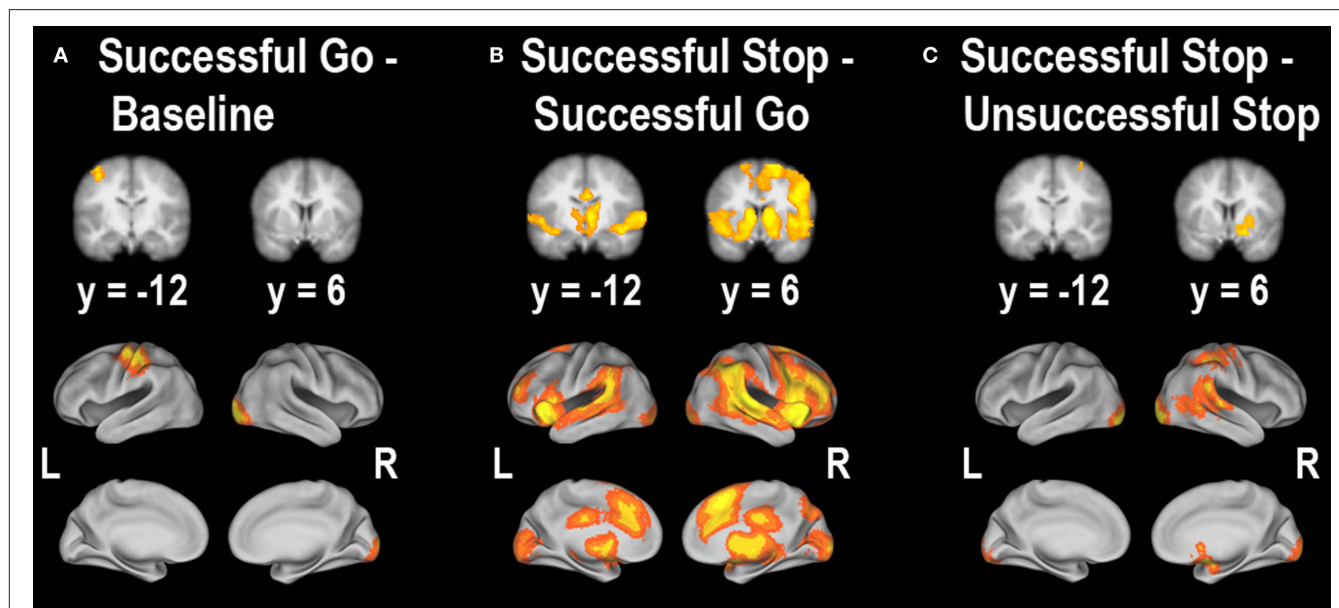 A Successful Go -
Baseline
y = -12 y = 6
B Successful Stop -
Successful Go
y = -12 y = 6
C Successful Stop -
Unsuccessful Stop
y = -12 y = 6
L R
L R